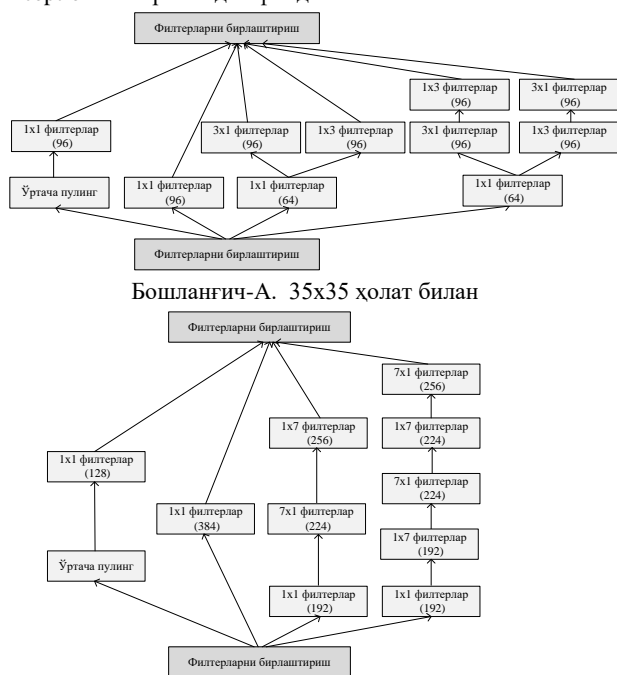 Филтерларни бирлаштириш
1x3 филтерлар
(96)
3x1 филтерлар
(96)
1x1 филтерлар
(96)
3x1 филтерлар
(96)
1x3 филтерлар
(96)
3x1 филтерлар
(96)
1x3 филтерлар
(96)
Ўртача пулинг
1x1 филтерлар
(96)
1x1 филтерлар
(64)
1x1 филтерлар
(64)
Филтерларни бирлаштириш
Бошланғич-А. 35x35 ҳолат билан
Филтерларни бирлаштириш
7x1 филтерлар
(256)
1x7 филтерлар
(256)
1x7 филтерлар
(224)
1x1 филтерлар
(128)
7x1 филтерлар
(224)
1x1 филтерлар
(384)
7x1 филтерлар
(224)
1x7 филтерлар
(192)
Ўртача пулинг
1x1 филтерлар
(192)
1x1 филтерлар
(192)
Филтерларни бирлаштириш